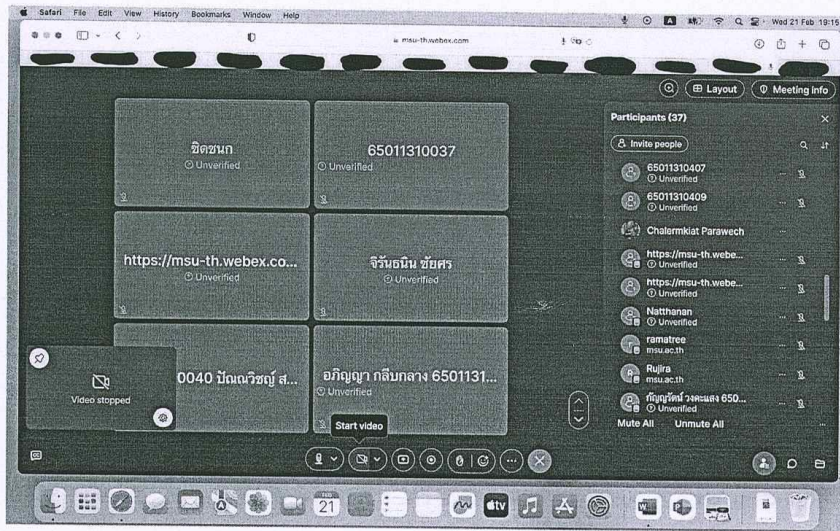 Safari File Edit View History Bookmarks Window Help
Wed 21 Feb 19:15
msu-th.webex.com
Layout
Meeting info
ชิดชนก
Unverified
65011310037
Unverified
https://msu-th.webex.co...
Unverified
จิรันธนิน ชัยศร
Unverified
0040 ปัณณวิชญ์ ส...
อภิญญา กลีบกลาง 6501131...
Unverified
Video stopped
Start video
Participants (37)
Invite people
65011310407
Unverified
65011310409
Unverified
Chalermkiat Parawech
https://msu-th.webe...
Unverified
https://msu-th.webe...
Unverified
Natthanan
Unverified
ramatree
msu.ac.th
Rujira
msu.ac.th
กัญญรัตน์ วงคะแสง 650...
Unverified
Mute All Unmute All
FEB
21
tv
W
P